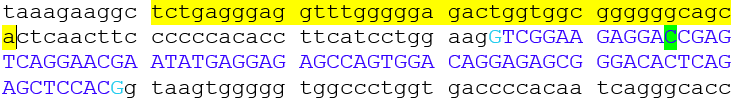 taaagaaggc tctgagggag gtttggggga gactggtggc ggggggcagc
actcaacttc cccccacacc ttcatcctgg aagGTCGGAA GAGGACCGAG
TCAGGAACGA ATATGAGGAG AGCCAGTGGA CAGGAGAGCG GGACACTCAG
AGCTCCACGg taagtggggg tggccctggt gaccccacaa tcagggcacc